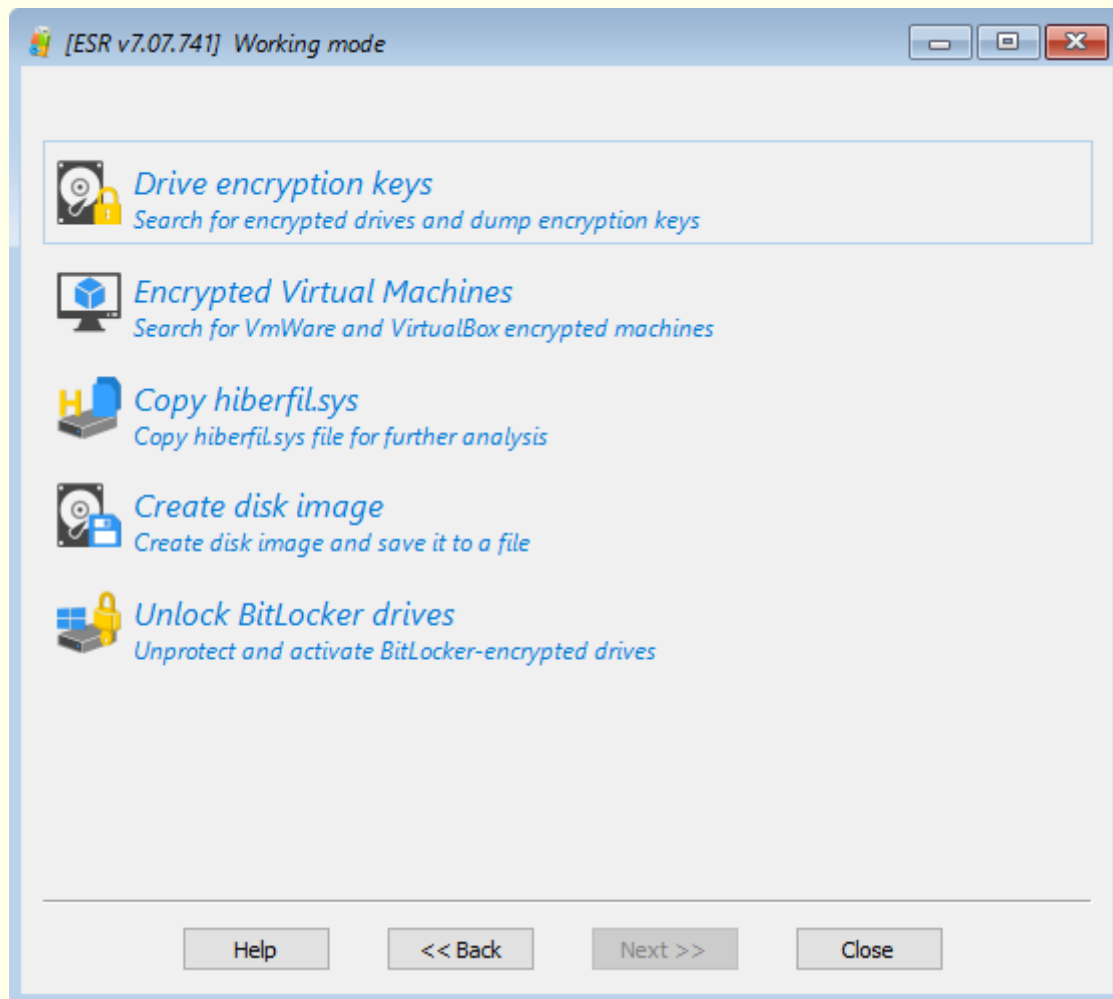 [ESR v7.07.741] Working mode
Drive encryption keys
Search for encrypted drives and dump encryption keys
Encrypted Virtual Machines
Search for VmWare and VirtualBox encrypted machines
Copy hiberfil.sys
Copy hiberfil.sys file for further analysis
Create disk image
Create disk image and save it to a file
Unlock BitLocker drives
Unprotect and activate BitLocker-encrypted drives
Help << Back Next >> Close